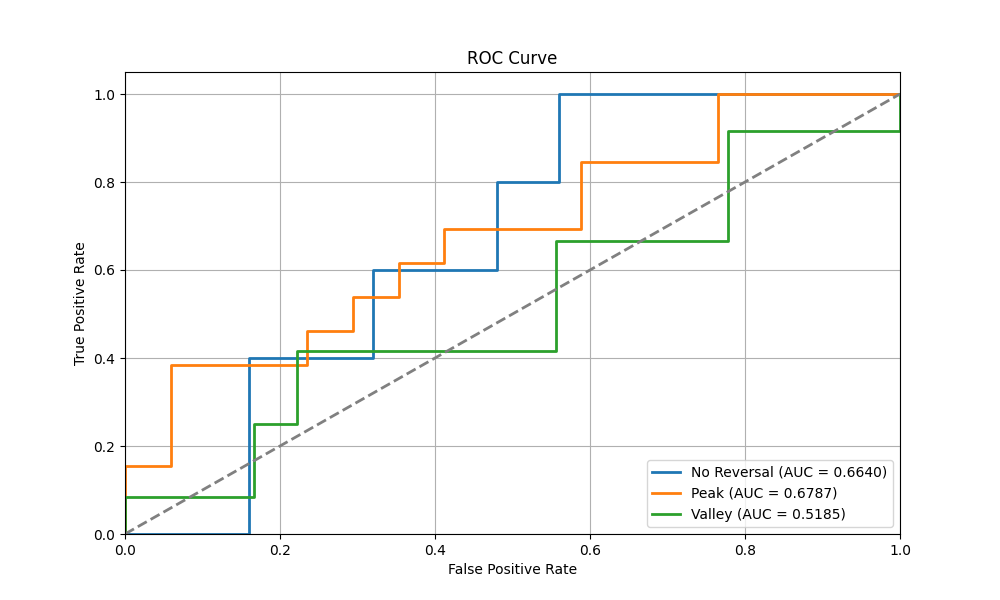 ROC Curve
True Positive Rate
1.0
0.8
0.6
0.4
0.2
0.0
No Reversal (AUC = 0.6640)
Peak (AUC = 0.6787)
Valley (AUC = 0.5185)
0.0 0.2 0.4 0.6 0.8 1.0
False Positive Rate